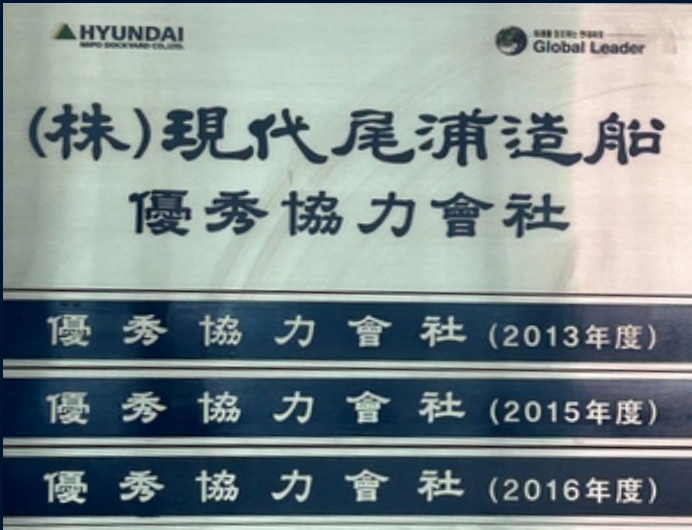 HYUNDAI
MIPO DOCKYARD CO.,LTD.
Global Leader
(株)現代尾浦造船
優秀協力會社
優秀協力會社(2013年度)
優秀協力會社(2015年度)
優秀協力會社(2016年度)